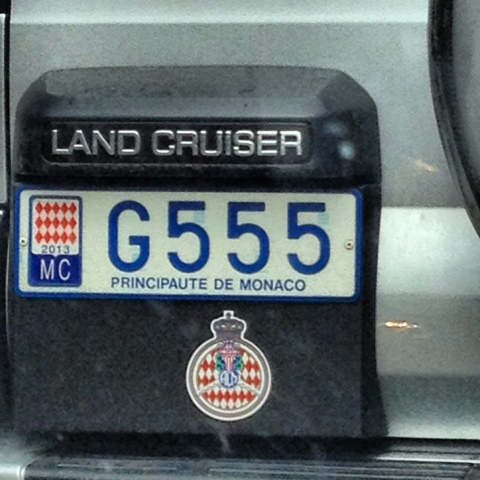 LAND CRUISER
2013
MC
G555
PRINCIPAUTE DE MONACO